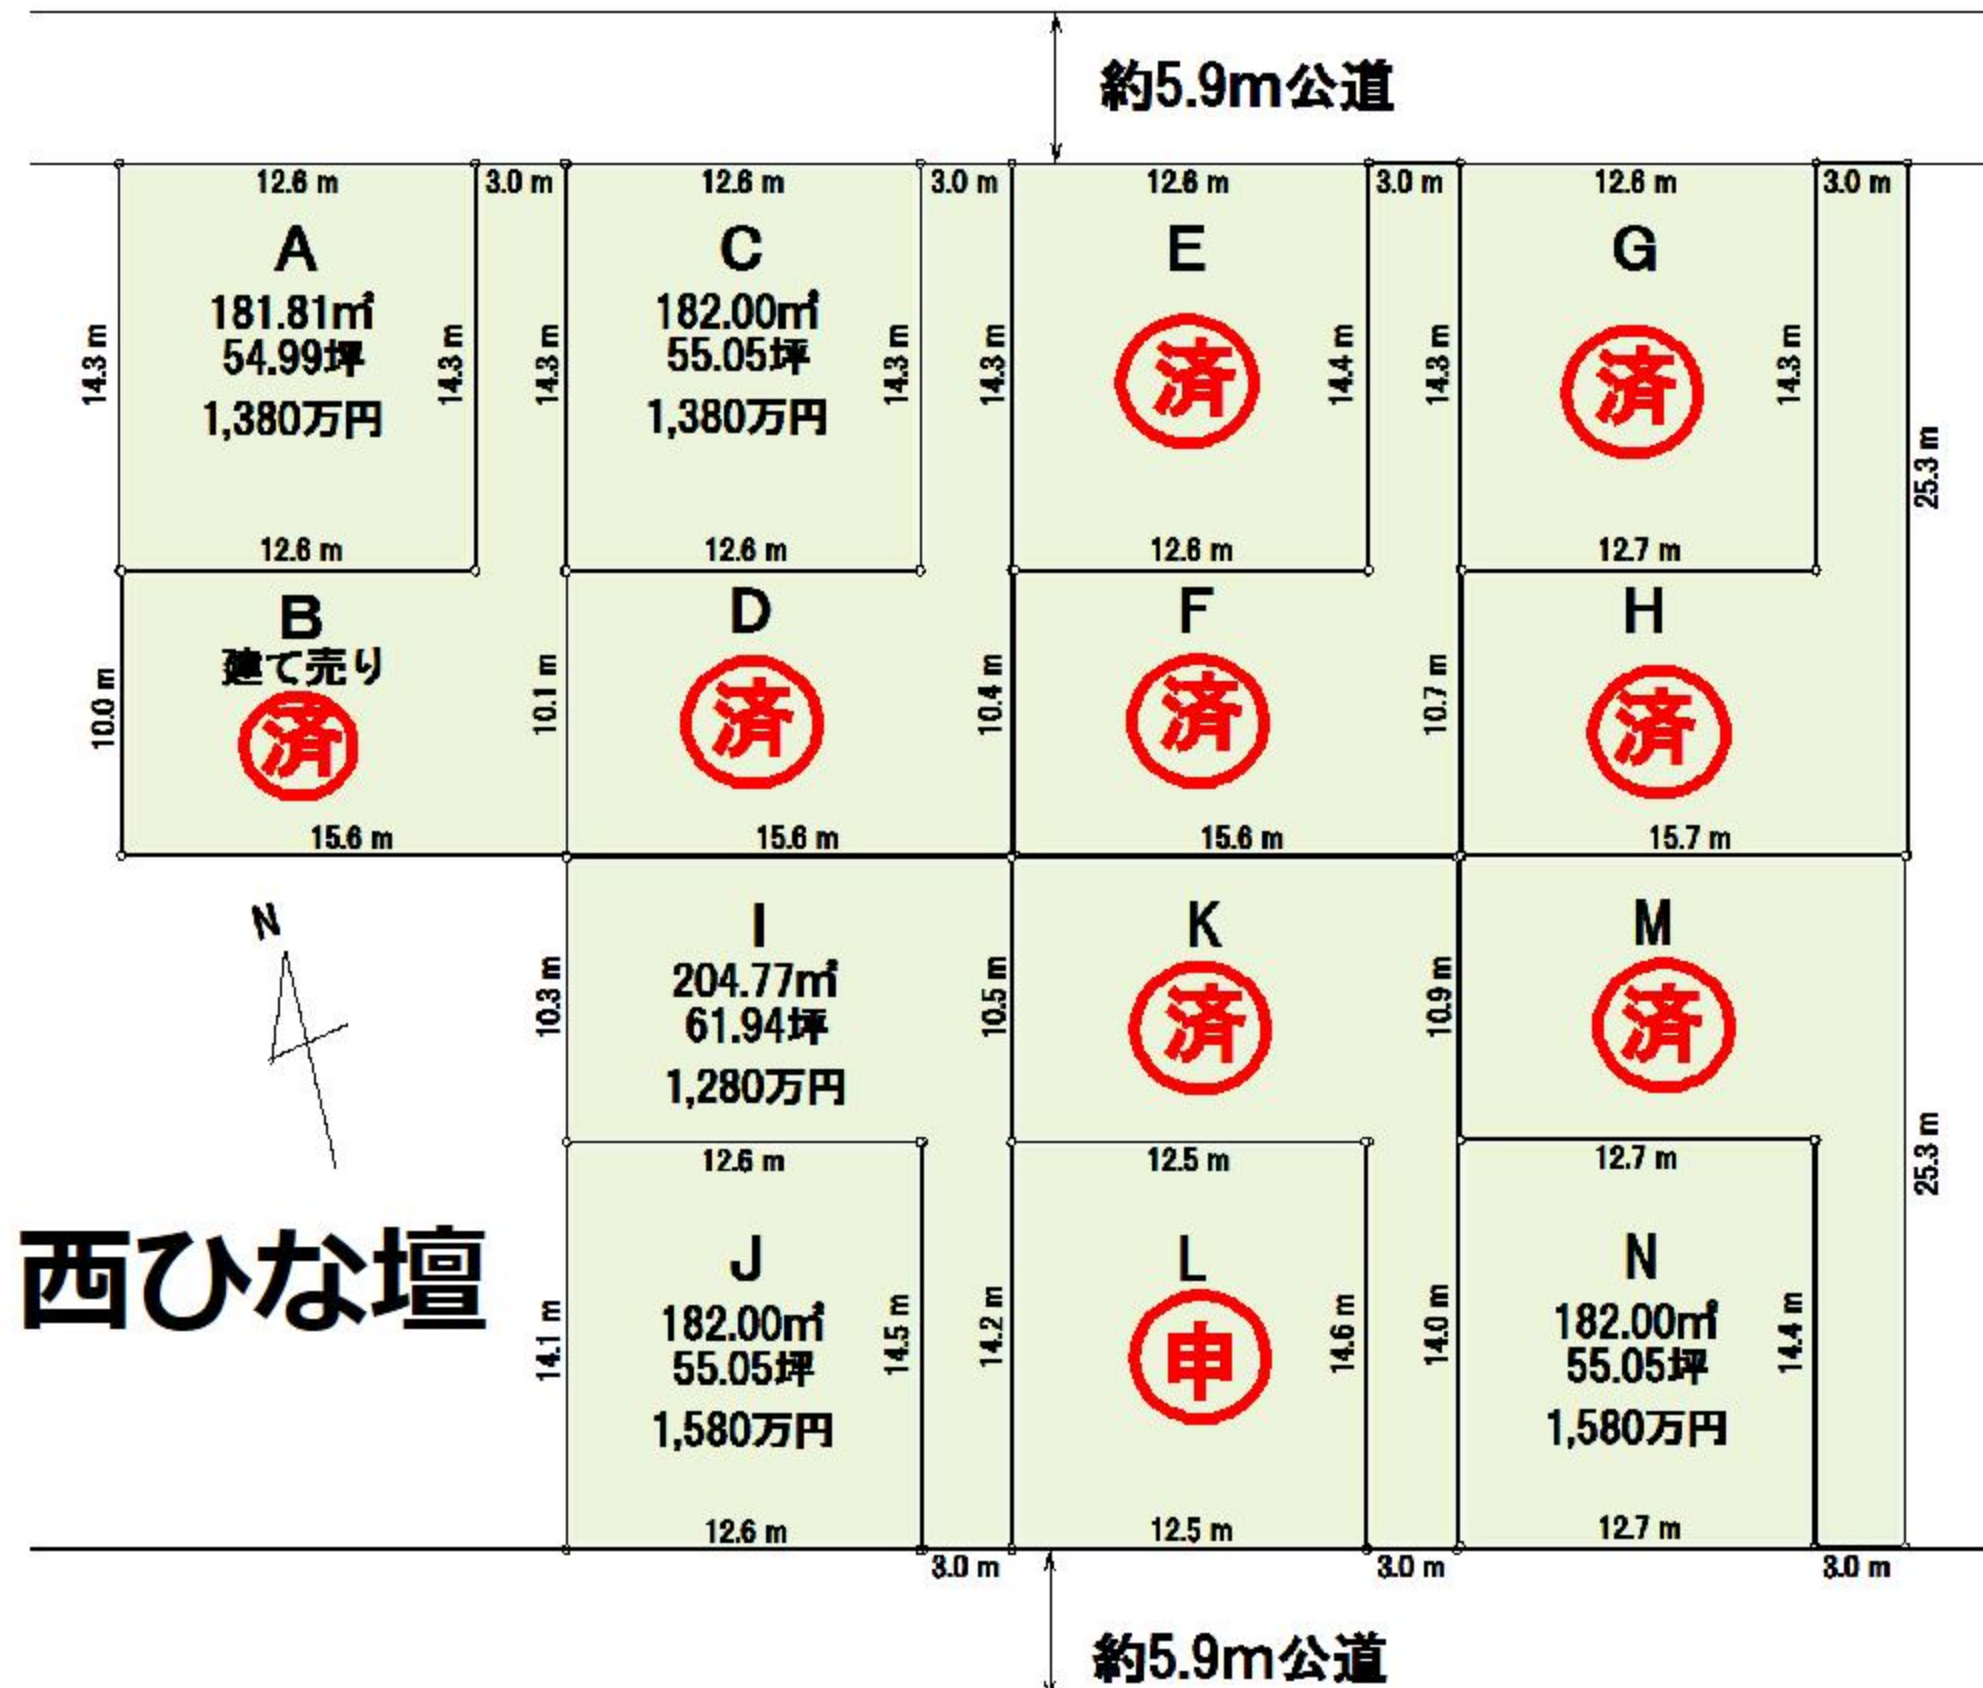 約5.9m公道
12.6 m
3.0 m
12.6 m
3.0 m
12.6 m
3.0 m
12.6 m
3.0 m
A
181.81㎡
54.99坪
1,380万円
C
182.00㎡
55.05坪
1,380万円
E
済
G
済
14.3 m
14.3 m
14.3 m
14.3 m
14.3 m
14.4 m
14.3 m
14.3 m
25.3 m
12.6 m
12.6 m
12.6 m
12.7 m
B
建て売り
済
D
済
F
済
H
済
10.0 m
10.1 m
10.4 m
10.7 m
15.6 m
15.6 m
15.6 m
15.7 m
N
I
204.77㎡
61.94坪
1,280万円
K
済
M
済
10.3 m
10.5 m
10.9 m
25.3 m
12.6 m
12.5 m
12.7 m
西ひな壇
J
182.00㎡
55.05坪
1,580万円
L
申
N
182.00㎡
55.05坪
1,580万円
14.1 m
14.5 m
14.2 m
14.6 m
14.0 m
14.4 m
12.6 m
12.5 m
12.7 m
3.0 m
3.0 m
3.0 m
約5.9m公道